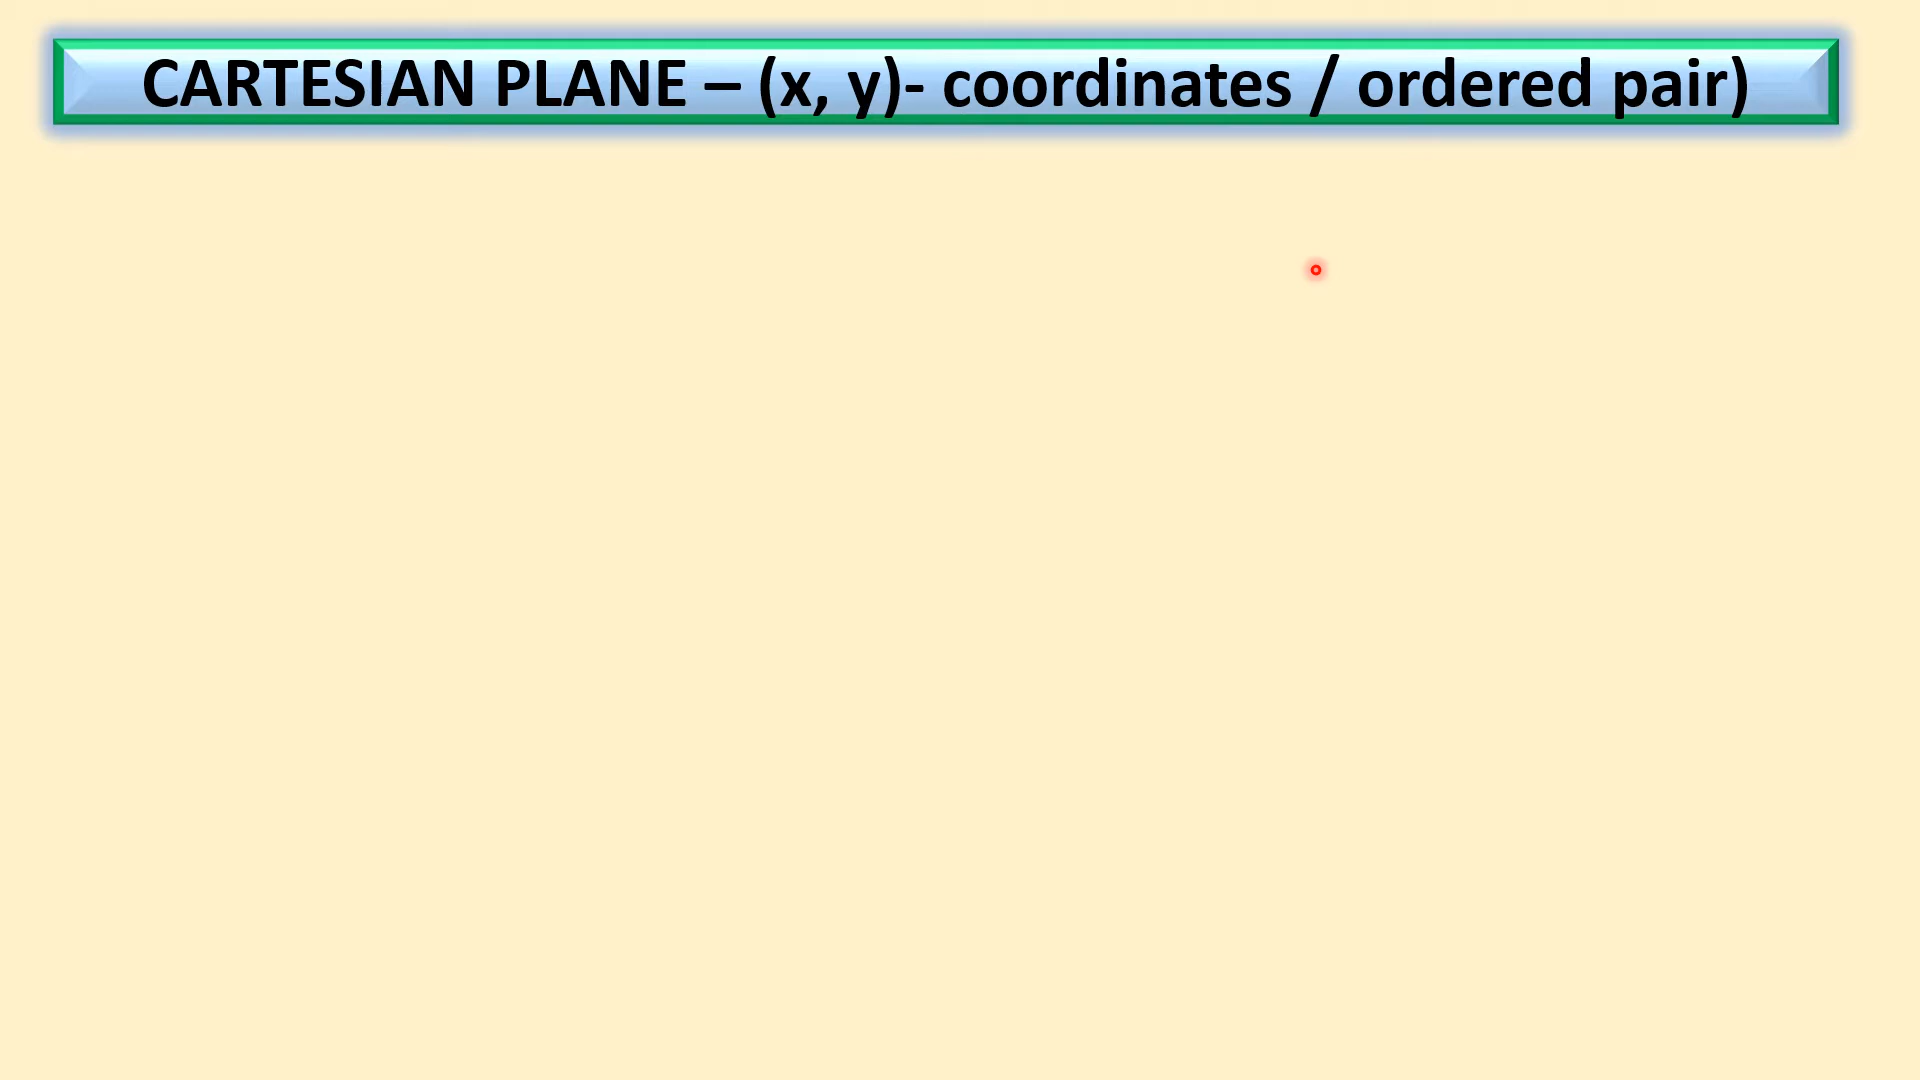 CARTESIAN PLANE – (x, y)- coordinates / ordered pair)